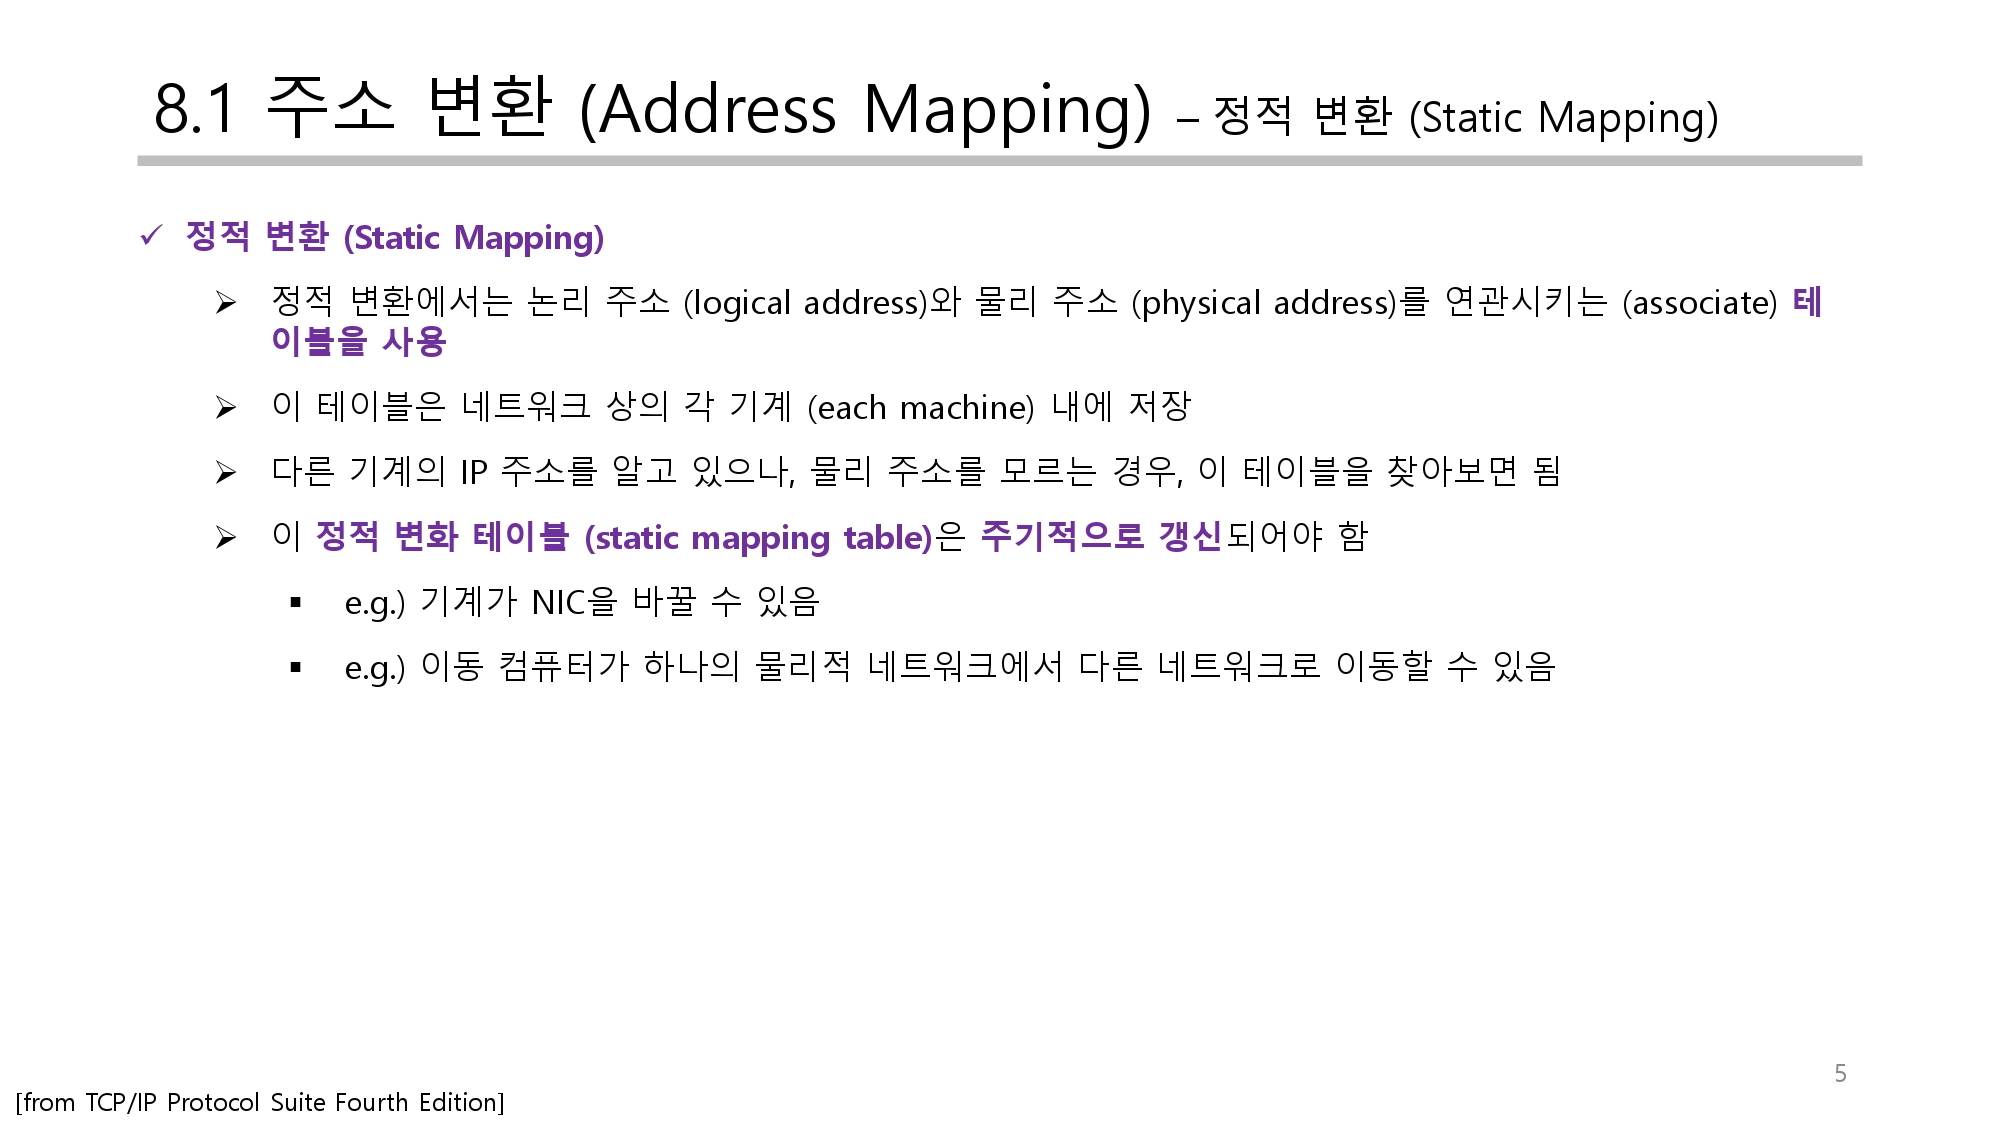 8.1 주소 변환 (Address Mapping) – 정적 변환 (Static Mapping)
✓ 정적 변환 (Static Mapping)
➢ 정적 변환에서는 논리 주소 (logical address)와 물리 주소 (physical address)를 연관시키는 (associate) 테
이블을 사용
➢ 이 테이블은 네트워크 상의 각 기계 (each machine) 내에 저장
➢ 다른 기계의 IP 주소를 알고 있으나, 물리 주소를 모르는 경우, 이 테이블을 찾아보면 됨
➢ 이 정적 변화 테이블 (static mapping table)은 주기적으로 갱신되어야 함
▪ e.g.) 기계가 NIC을 바꿀 수 있음
▪ e.g.) 이동 컴퓨터가 하나의 물리적 네트워크에서 다른 네트워크로 이동할 수 있음
5
[from TCP/IP Protocol Suite Fourth Edition]